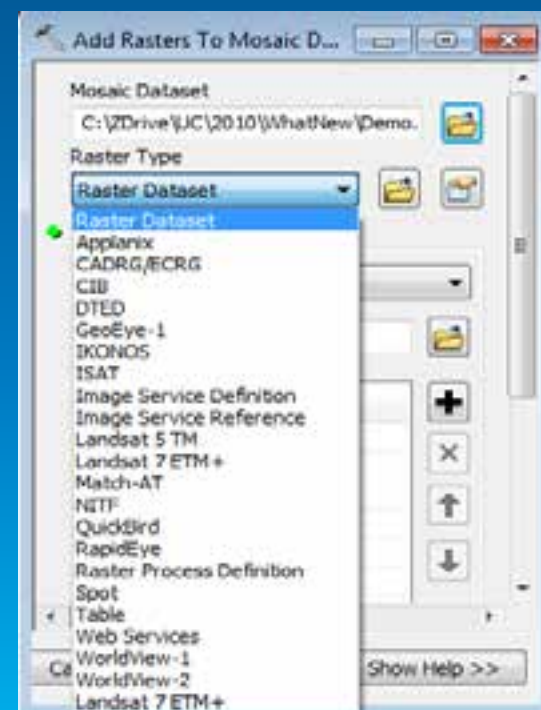 Add Rasters To Mosaic D...
Mosaic Dataset
C:\ZDrive\UC\2010\WhatNew\Demo.
Raster Type
Raster Dataset
Raster Dataset
Applanix
CADRG/ECRG
CIB
DTED
GeoEye-1
IKONOS
ISAT
Image Service Definition
Image Service Reference
Landsat 5 TM
Landsat 7 ETM+
Match-AT
NITF
QuickBird
RapidEye
Raster Process Definition
Spot
Table
Web Services
WorldView-1
WorldView-2
Landsat 7 ETM+
Show Help >>